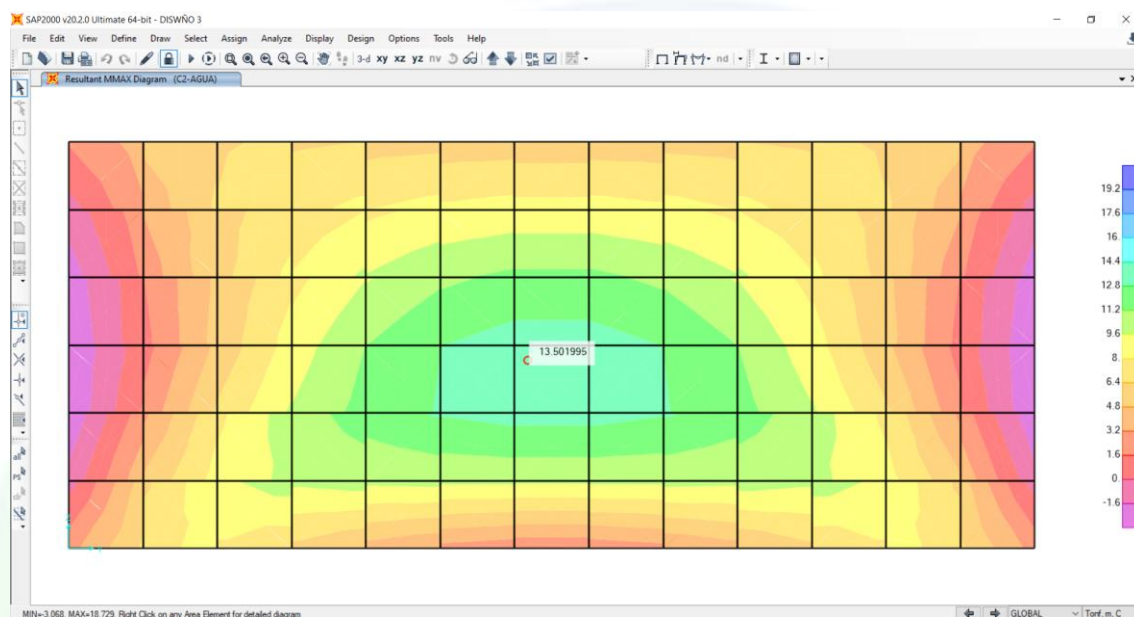 SAP2000 v20.2.0 Ultimate 64-bit - DISWÑO 3
File Edit View Define Draw Select Assign Analyze Display Design Options Tools Help
3-d xy xz yz nv nd
Resultant MMAX Diagram (C2-AGUA)
19.2
17.6
16.
14.4
12.8
11.2
9.6
8.
6.4
4.8
3.2
1.6
0.
-1.6
13.501995
all
PS
MIN=-3.068, MAX=18.729, Right Click on any Area Element for detailed diagram
GLOBAL
Tonf, m, C